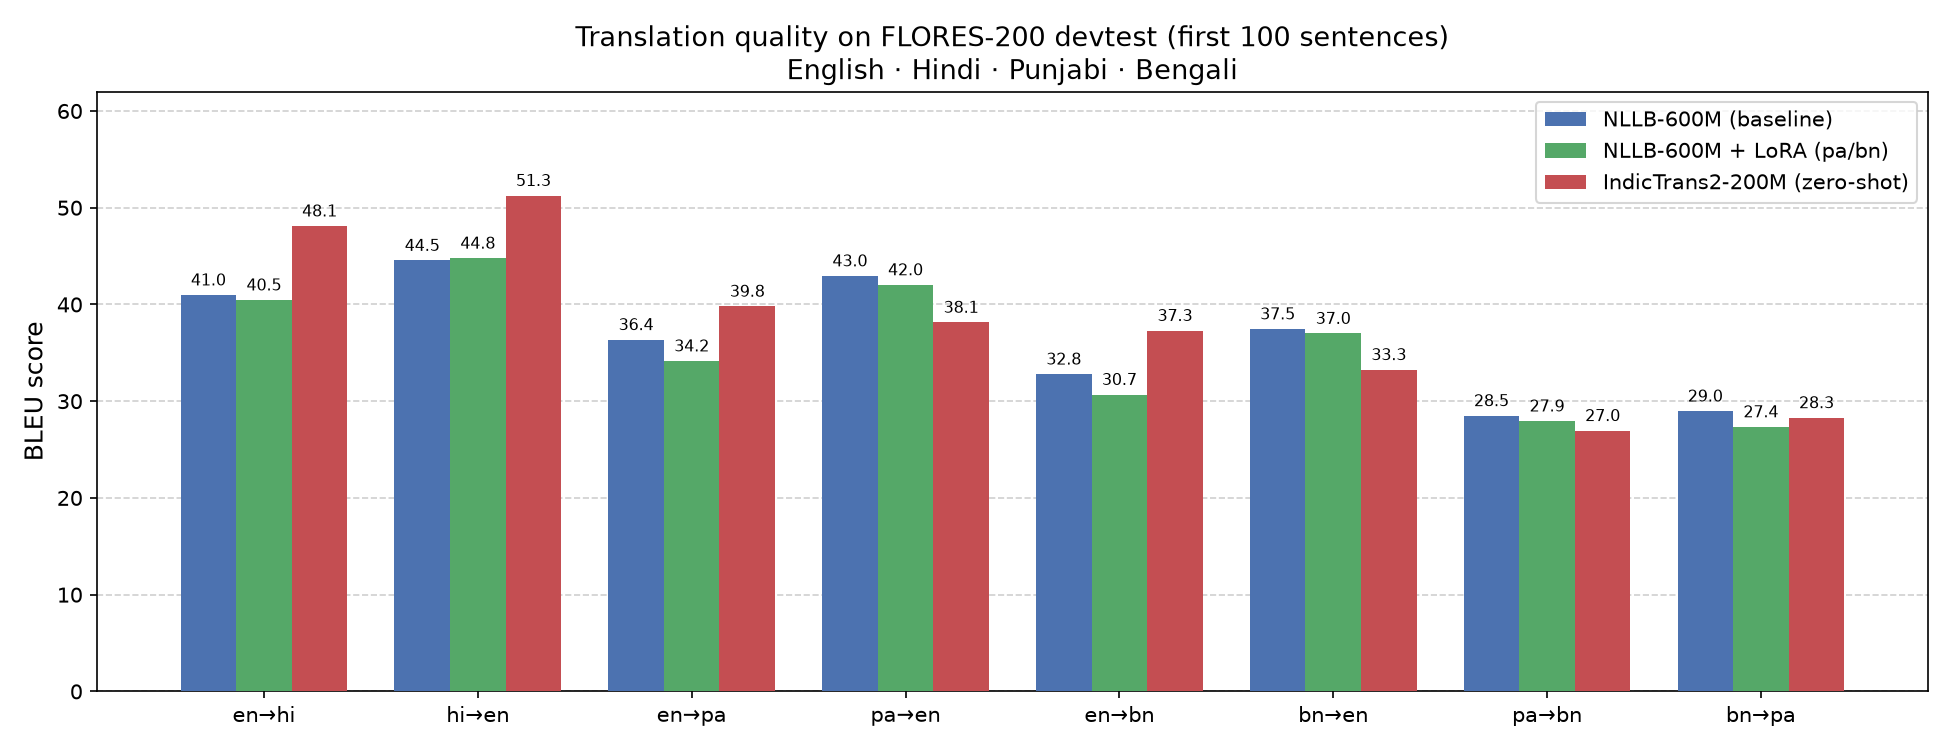 Translation quality on FLORES-200 devtest (first 100 sentences)
English · Hindi · Punjabi · Bengali
NLLB-600M (baseline)
NLLB-600M + LoRA (pa/bn)
IndicTrans2-200M (zero-shot)
BLEU score
60
50
40
30
20
10
0
41.0 40.5 48.1
44.5 44.8 51.3
36.4 34.2 39.8
43.0 42.0 38.1
32.8 30.7 37.3
37.5 37.0 33.3
28.5 27.9 27.0
29.0 27.4 28.3
en→hi hi→en en→pa pa→en en→bn bn→en pa→bn bn→pa